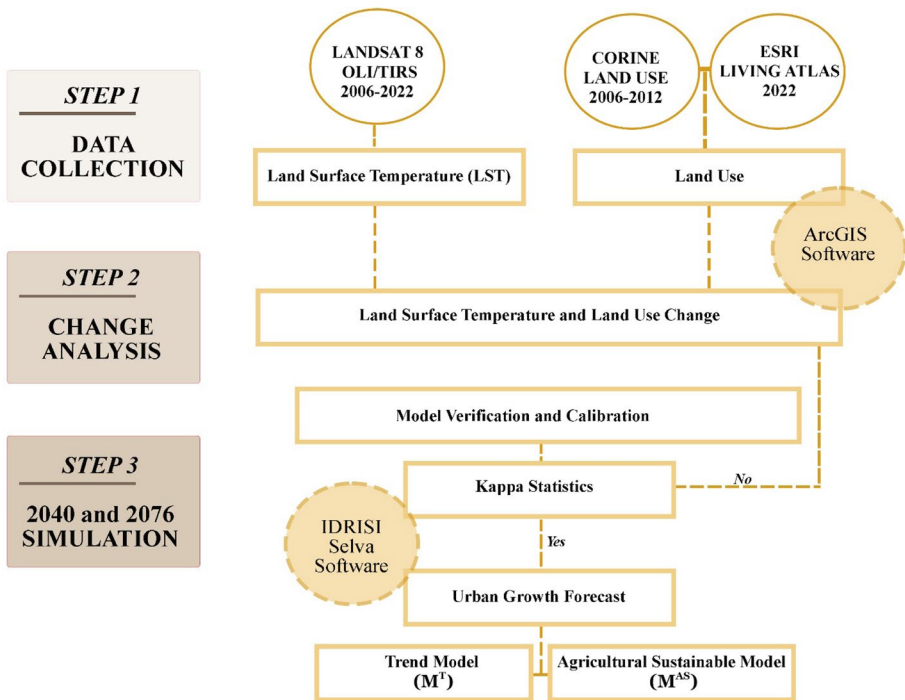 STEP 1
DATA
COLLECTION
LANDSAT 8
OLI/TIRS
2006-2022
CORINE
LAND USE
2006-2012
ESRI
LIVING ATLAS
2022
Land Surface Temperature (LST)
Land Use
ArcGIS
Software
STEP 2
CHANGE
ANALYSIS
Land Surface Temperature and Land Use Change
STEP 3
2040 and 2076
SIMULATION
Model Verification and Calibration
Kappa Statistics
No
IDRISI
Selva
Software
Yes
Urban Growth Forecast
Trend Model
(Mᵀ)
Agricultural Sustainable Model
(Mᴬˢ)